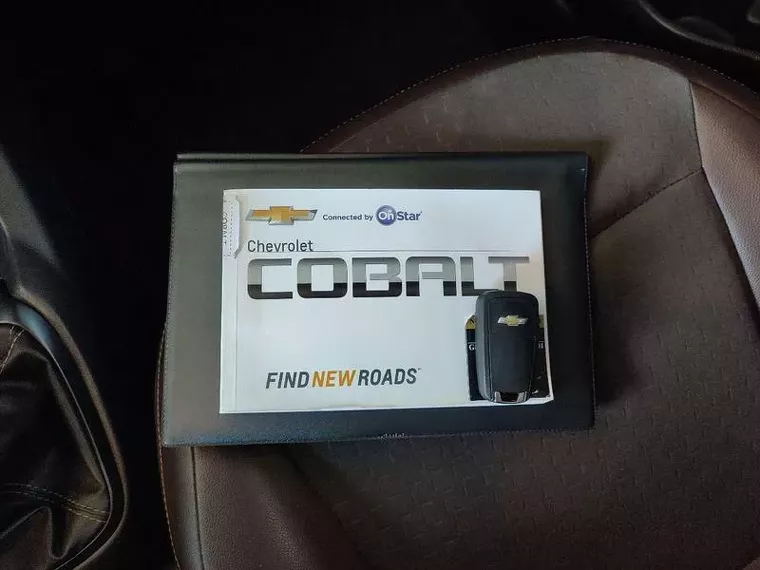 Connected by OnStar
Chevrolet
COBALT
FIND NEW ROADS